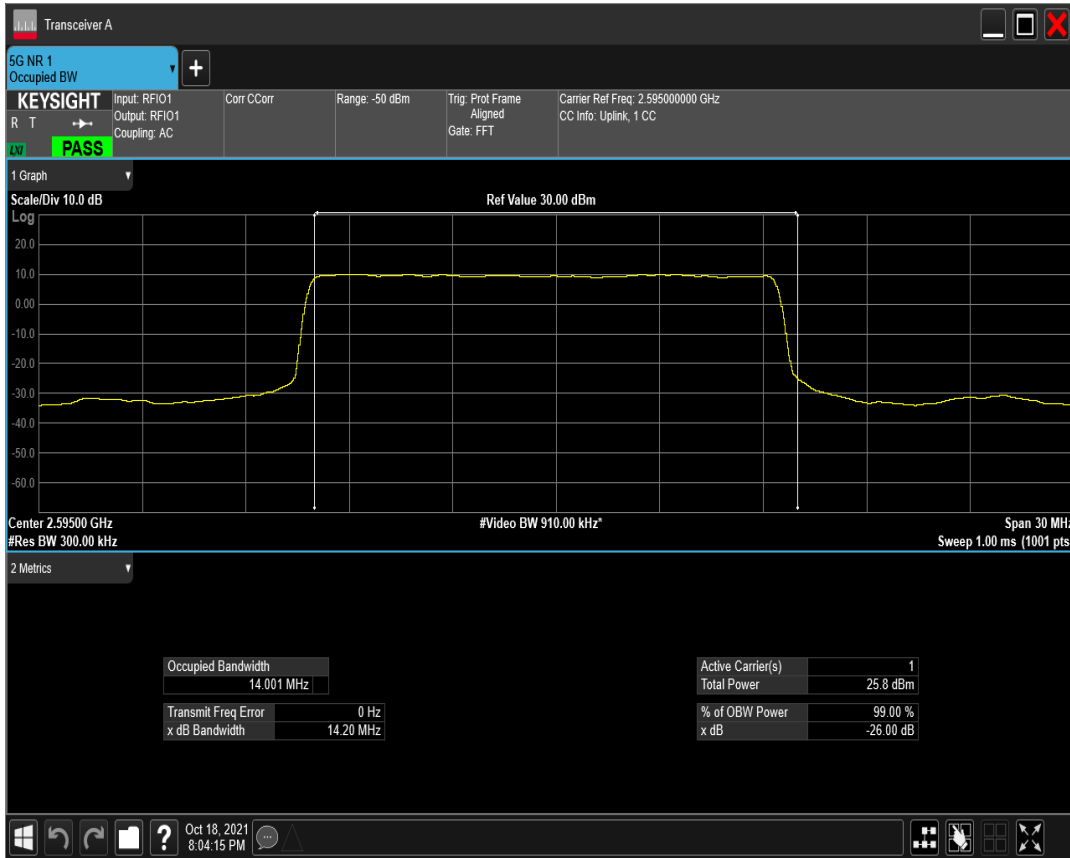 Transceiver A
5G NR 1
Occupied BW
KEYSIGHT
R T
LXI
PASS
Input: RFIO1
Output: RFIO1
Coupling: AC
Corr CCorr
Range: -50 dBm
Trig: Prot Frame
Aligned
Gate: FFT
Carrier Ref Freq: 2.595000000 GHz
CC Info: Uplink, 1 CC
1 Graph
Scale/Div 10.0 dB
Ref Value 30.00 dBm
Log
20.0
10.0
0.00
-10.0
-20.0
-30.0
-40.0
-50.0
-60.0
Center 2.59500 GHz
#Video BW 910.00 kHz*
Span 30 MHz
#Res BW 300.00 kHz
Sweep 1.00 ms (1001 pts
2 Metrics
Occupied Bandwidth
14.001 MHz
Transmit Freq Error 0 Hz
x dB Bandwidth 14.20 MHz
Active Carrier(s) 1
Total Power 25.8 dBm
% of OBW Power 99.00 %
x dB -26.00 dB
?
Oct 18, 2021
8:04:15 PM